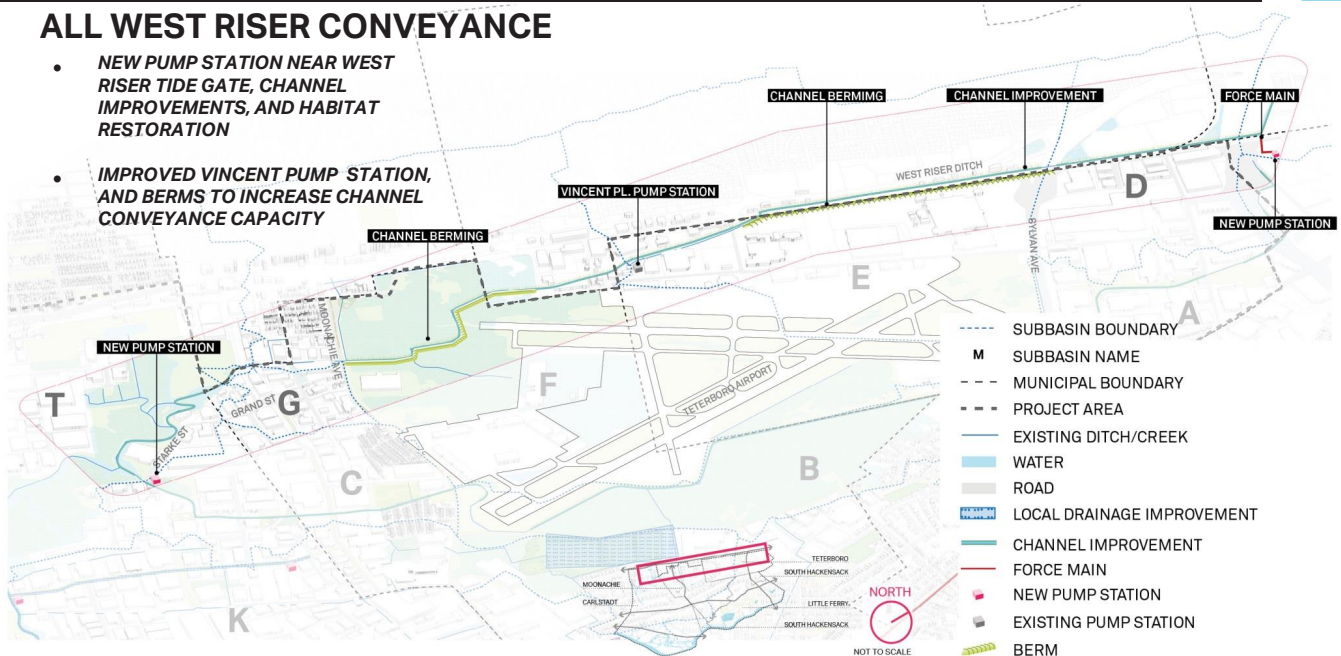 ALL WEST RISER CONVEYANCE
• NEW PUMP STATION NEAR WEST
RISER TIDE GATE, CHANNEL
IMPROVEMENTS, AND HABITAT
RESTORATION
• IMPROVED VINCENT PUMP STATION,
AND BERMS TO INCREASE CHANNEL
CONVEYANCE CAPACITY
CHANNEL BERMIMG
CHANNEL IMPROVEMENT
FORCE MAIN
WEST RISER DITCH
D
VINCENT PL. PUMP STATION
NEW PUMP STATION
CHANNEL BERMING
SYLVAN AVE
E
A
MOONACHIE AVE
NEW PUMP STATION
F
TETERBORO AIRPORT
T
GRAND ST
G
STARKE ST
C
B
K
SUBBASIN BOUNDARY
M SUBBASIN NAME
MUNICIPAL BOUNDARY
PROJECT AREA
EXISTING DITCH/CREEK
WATER
ROAD
LOCAL DRAINAGE IMPROVEMENT
CHANNEL IMPROVEMENT
FORCE MAIN
NEW PUMP STATION
EXISTING PUMP STATION
BERM
TETERBORO
SOUTH HACKENSACK
MOONACHIE
CARLSTADT
LITTLE FERRY
SOUTH HACKENSACK
NORTH
NOT TO SCALE